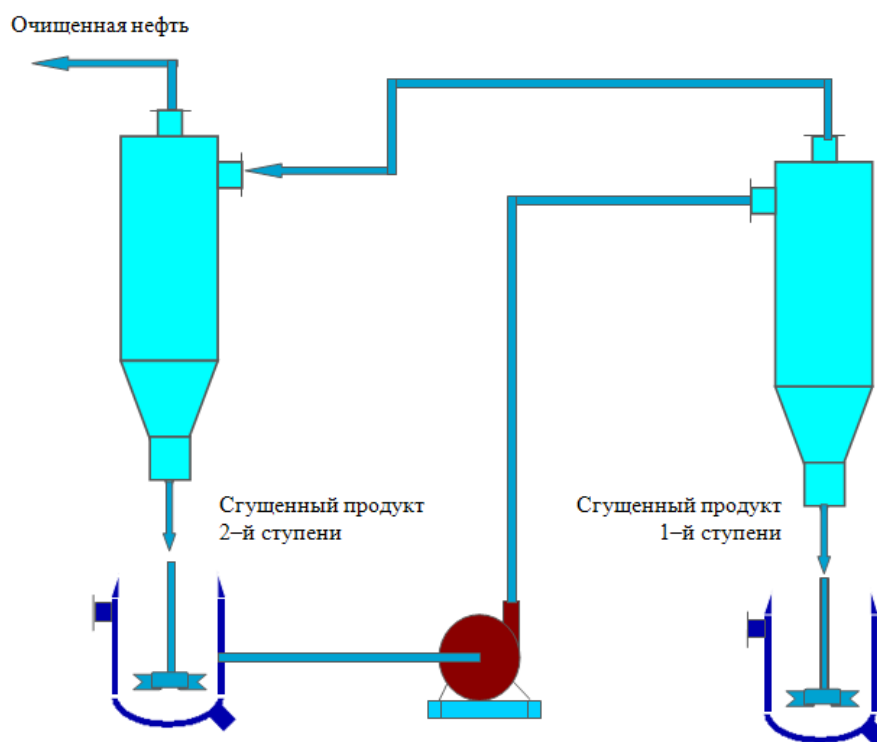 Очищенная нефть
Сгущенный продукт
2–й ступени
Сгущенный продукт
1–й ступени